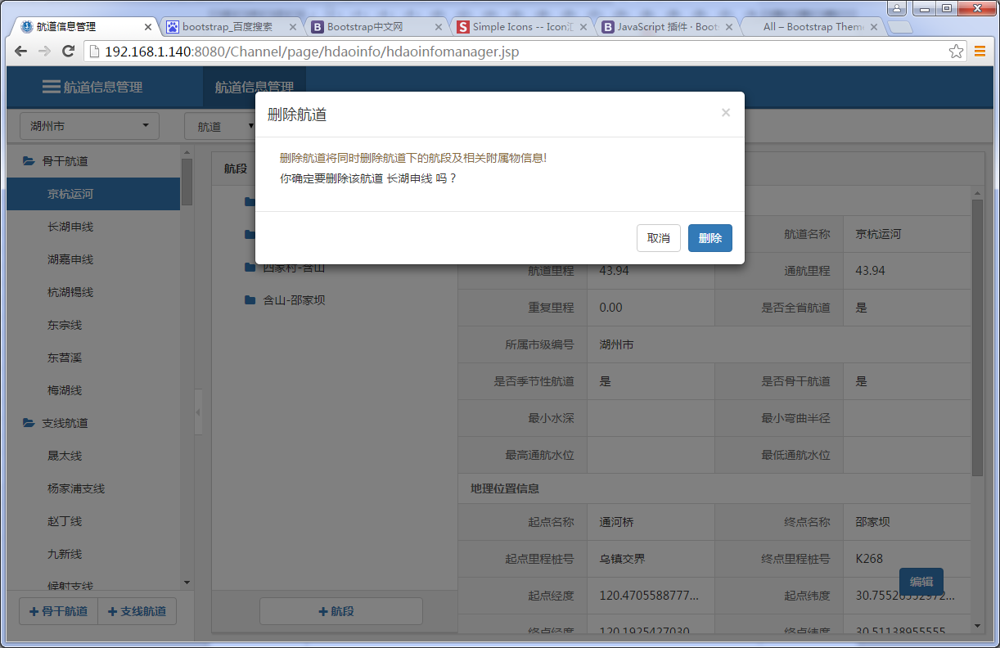 航道信息管理
bootstrap_百度搜索
Bootstrap中文网
Simple Icons -- Icon汇
JavaScript 插件 · Boots
All – Bootstrap Theme
192.168.1.140:8080/Channel/page/hdaoinfo/hdaoinfomanager.jsp
航道信息管理
航道信息管理
湖州市
航道
删除航道
×
删除航道将同时删除航道下的航段及相关附属物信息!
你确定要删除该航道 长湖申线 吗？
取消
删除
骨干航道
京杭运河
长湖申线
湖嘉申线
杭湖锡线
东宗线
东苕溪
梅湖线
支线航道
晟太线
杨家浦支线
赵丁线
九新线
候射支线
骨干航道
支线航道
航段
四家村-含山
含山-邵家坝
航段
航道名称 京杭运河
航道里程 43.94 通航里程 43.94
重复里程 0.00 是否全省航道 是
所属市级编号 湖州市
是否季节性航道 是 是否骨干航道 是
最小水深 最小弯曲半径
最高通航水位 最低通航水位
地理位置信息
起点名称 通河桥 终点名称 邵家坝
起点里程桩号 乌镇交界 终点里程桩号 K268
编辑
起点经度 120.4705588777... 起点纬度 30.75526552972...
终点经度 120.1925427030 终点纬度 30.51138955555